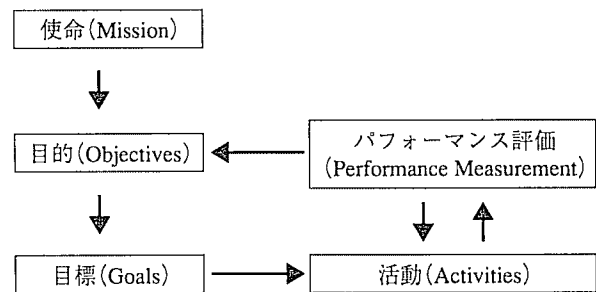 使命(Mission)
目的(Objectives)
パフォーマンス評価
(Performance Measurement)
目標(Goals)
活動(Activities)